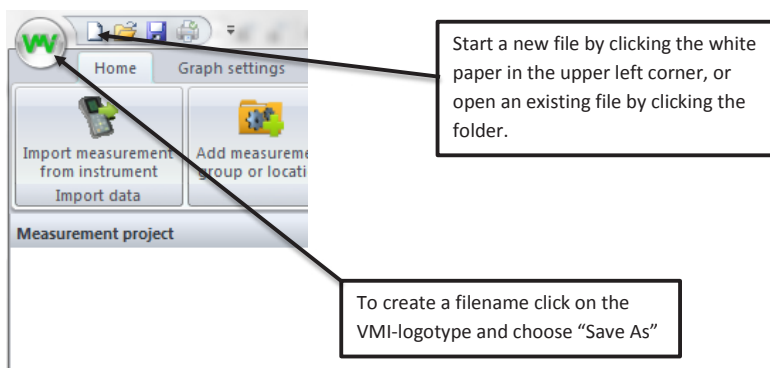 Start a new file by clicking the white
paper in the upper left corner, or
open an existing file by clicking the
folder.
Home Graph settings
Import measurement
from instrument
Import data
Add measureme
group or locati
Measurement project
To create a filename click on the
VMI-logotype and choose “Save As”